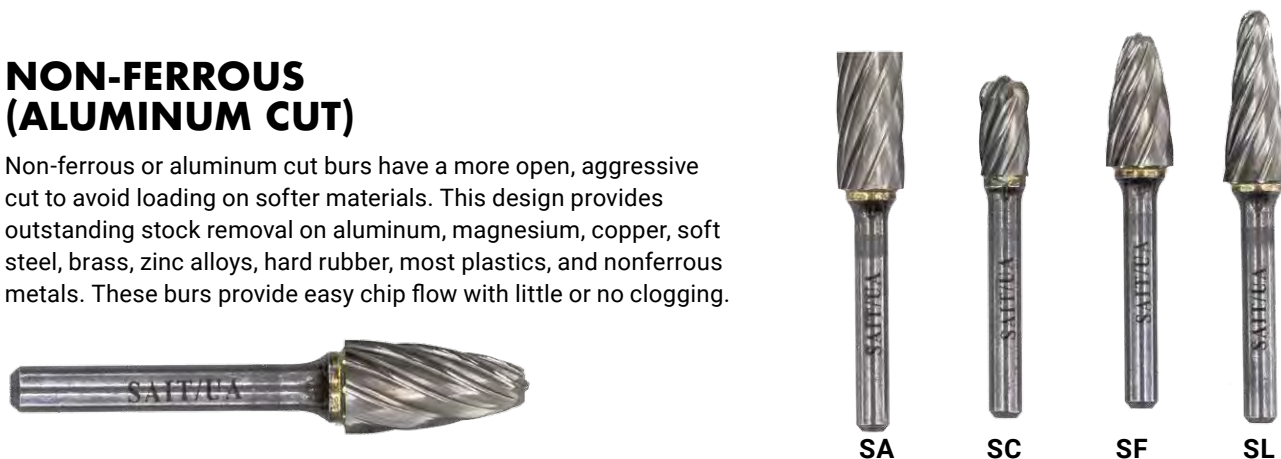 NON-FERROUS
(ALUMINUM CUT)
Non-ferrous or aluminum cut burs have a more open, aggressive
cut to avoid loading on softer materials. This design provides
outstanding stock removal on aluminum, magnesium, copper, soft
steel, brass, zinc alloys, hard rubber, most plastics, and nonferrous
metals. These burs provide easy chip flow with little or no clogging.
SAIT/UA
SAIT/UA
SAIT/UA
SAIT/UA
SAIT/UA
SA
SC
SF
SL